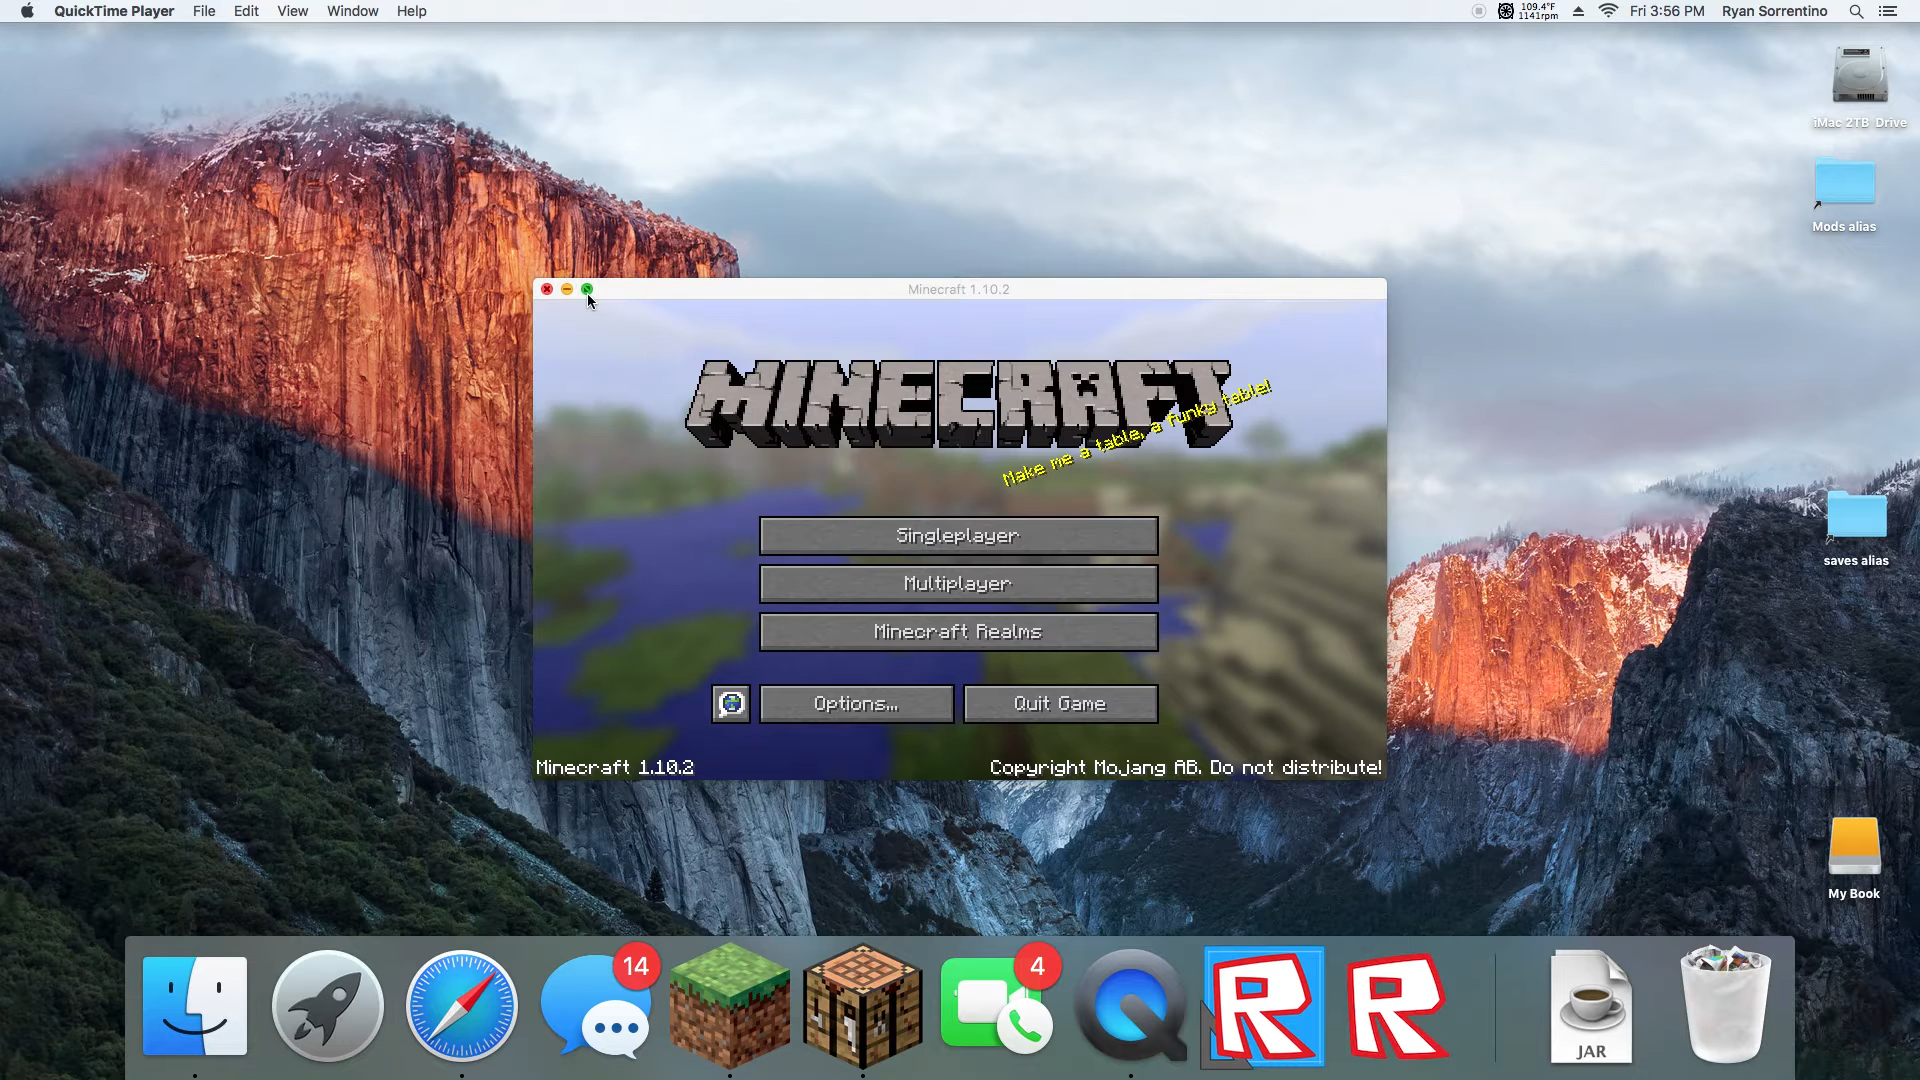 QuickTime Player File Edit View Window Help
109.4°F
1141rpm
Fri 3:56 PM Ryan Sorrentino
iMac 2TB Drive
Mods alias
Minecraft 1.10.2
MINECRAFT
Make me a table, a funky table!
Singleplayer
Multiplayer
Minecraft Realms
Options...
Quit Game
Minecraft 1.10.2
Copyright Mojang AB. Do not distribute!
saves alias
My Book
14
4
R
R
JAR